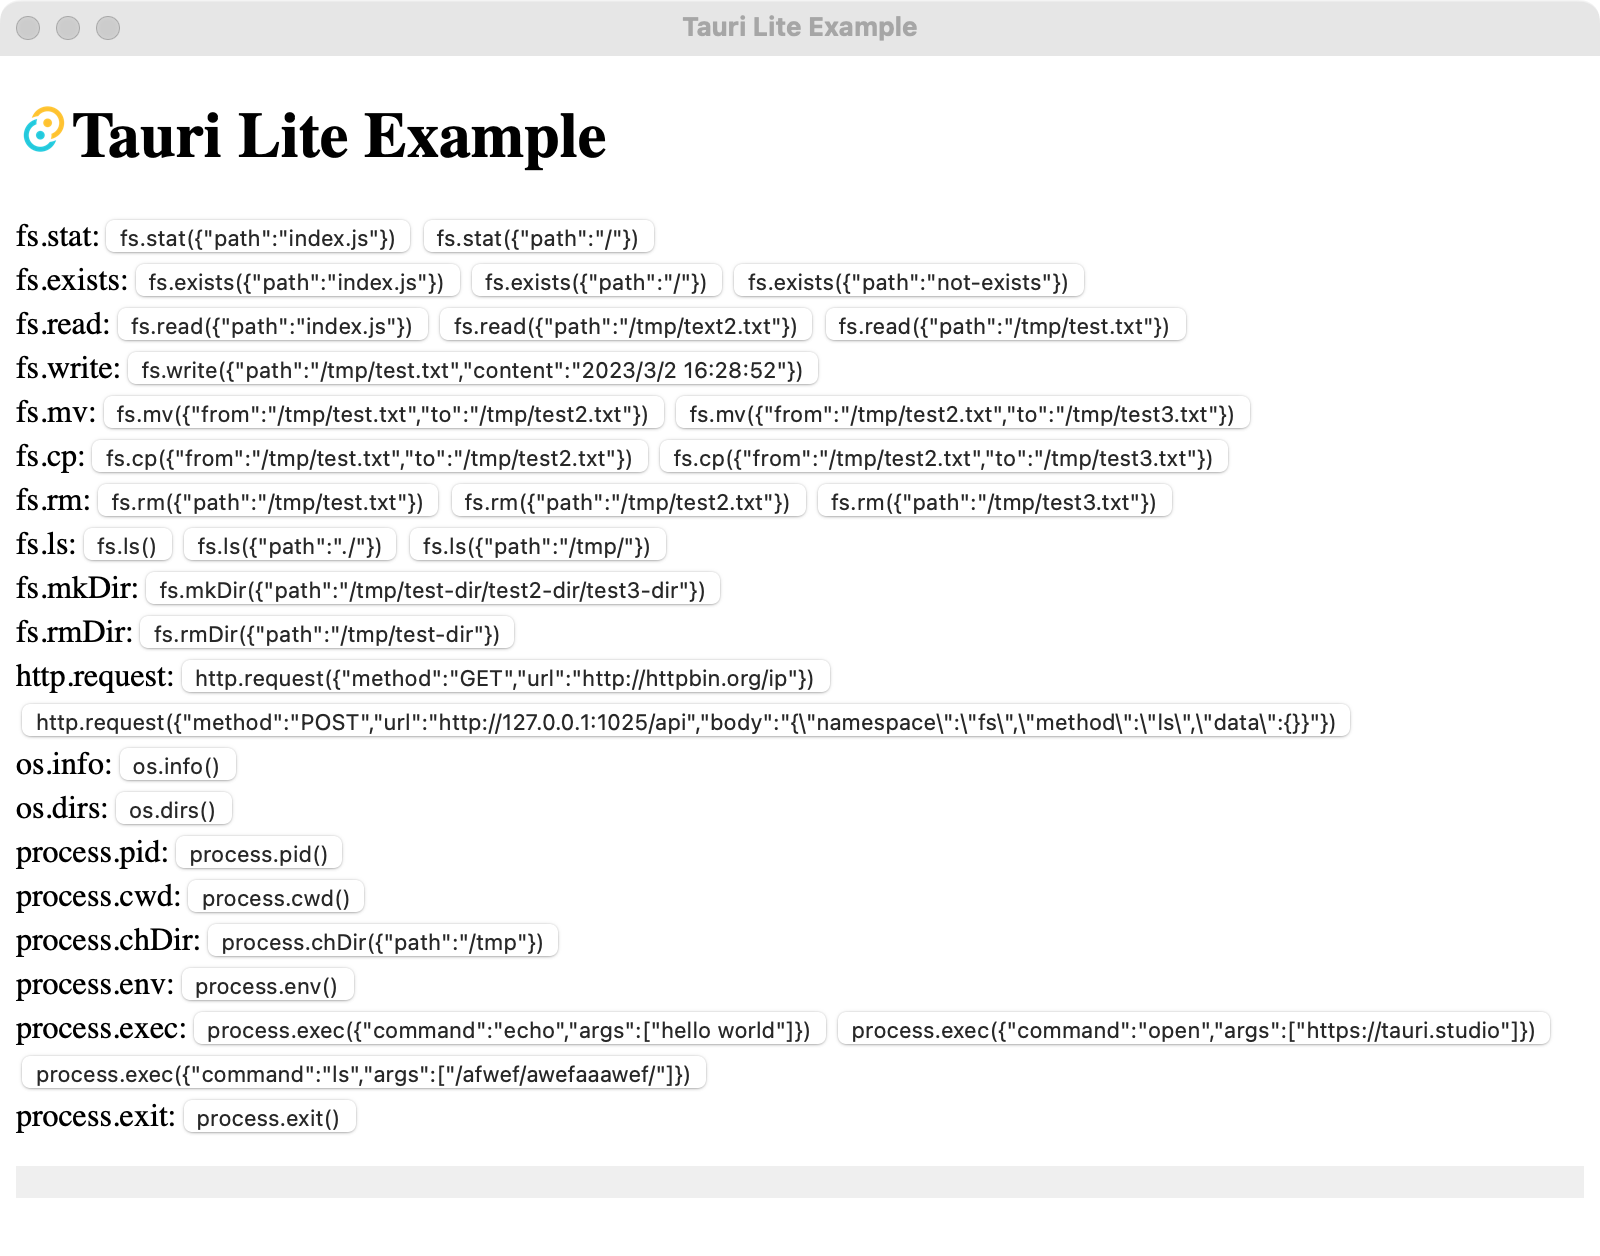 Tauri Lite Example
Tauri Lite Example
fs.stat: fs.stat({"path":"index.js"}) fs.stat({"path":"/"})
fs.exists: fs.exists({"path":"index.js"}) fs.exists({"path":"/"}) fs.exists({"path":"not-exists"})
fs.read: fs.read({"path":"index.js"}) fs.read({"path":"/tmp/text2.txt"}) fs.read({"path":"/tmp/test.txt"})
fs.write: fs.write({"path":"/tmp/test.txt","content":"2023/3/2 16:28:52"})
fs.mv: fs.mv({"from":"/tmp/test.txt","to":"/tmp/test2.txt"}) fs.mv({"from":"/tmp/test2.txt","to":"/tmp/test3.txt"})
fs.cp: fs.cp({"from":"/tmp/test.txt","to":"/tmp/test2.txt"}) fs.cp({"from":"/tmp/test2.txt","to":"/tmp/test3.txt"})
fs.rm: fs.rm({"path":"/tmp/test.txt"}) fs.rm({"path":"/tmp/test2.txt"}) fs.rm({"path":"/tmp/test3.txt"})
fs.ls: fs.ls() fs.ls({"path":"./"}) fs.ls({"path":"/tmp/"})
fs.mkDir: fs.mkDir({"path":"/tmp/test-dir/test2-dir/test3-dir"})
fs.rmDir: fs.rmDir({"path":"/tmp/test-dir"})
http.request: http.request({"method":"GET","url":"http://httpbin.org/ip"})
http.request({"method":"POST","url":"http://127.0.0.1:1025/api","body":"{\"namespace\":\"fs\",\"method\":\"ls\",\"data\":{}}"})
os.info: os.info()
os.dirs: os.dirs()
process.pid: process.pid()
process.cwd: process.cwd()
process.chDir: process.chDir({"path":"/tmp"})
process.env: process.env()
process.exec: process.exec({"command":"echo","args":["hello world"]}) process.exec({"command":"open","args":["https://tauri.studio"]})
process.exec({"command":"ls","args":["/afwef/awefaaawef/"]})
process.exit: process.exit()